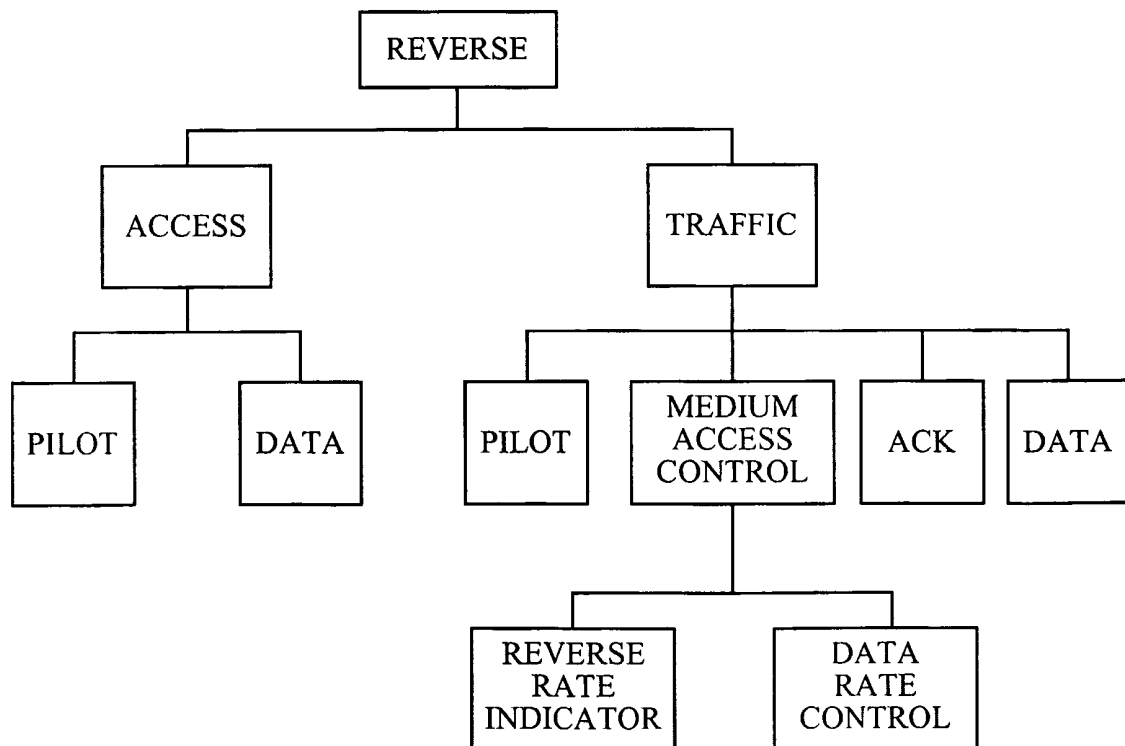 REVERSE
ACCESS
TRAFFIC
PILOT
DATA
PILOT
MEDIUM
ACCESS
CONTROL
ACK
DATA
REVERSE
RATE
INDICATOR
DATA
RATE
CONTROL